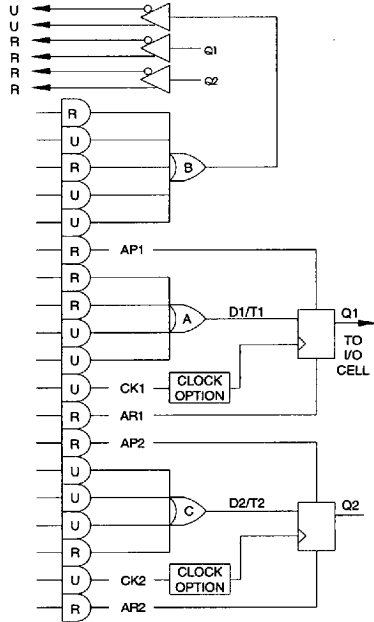 U
U
R
R
Q1
R
R
Q2
R
U
R
B
U
U
R AP1
R
R
A D1/T1 Q1
U
TO
I/O
CELL
U
U CK1 CLOCK
OPTION
R AR1
R AP2
U
U
C D2/T2 Q2
U
R
U CK2 CLOCK
OPTION
R AR2